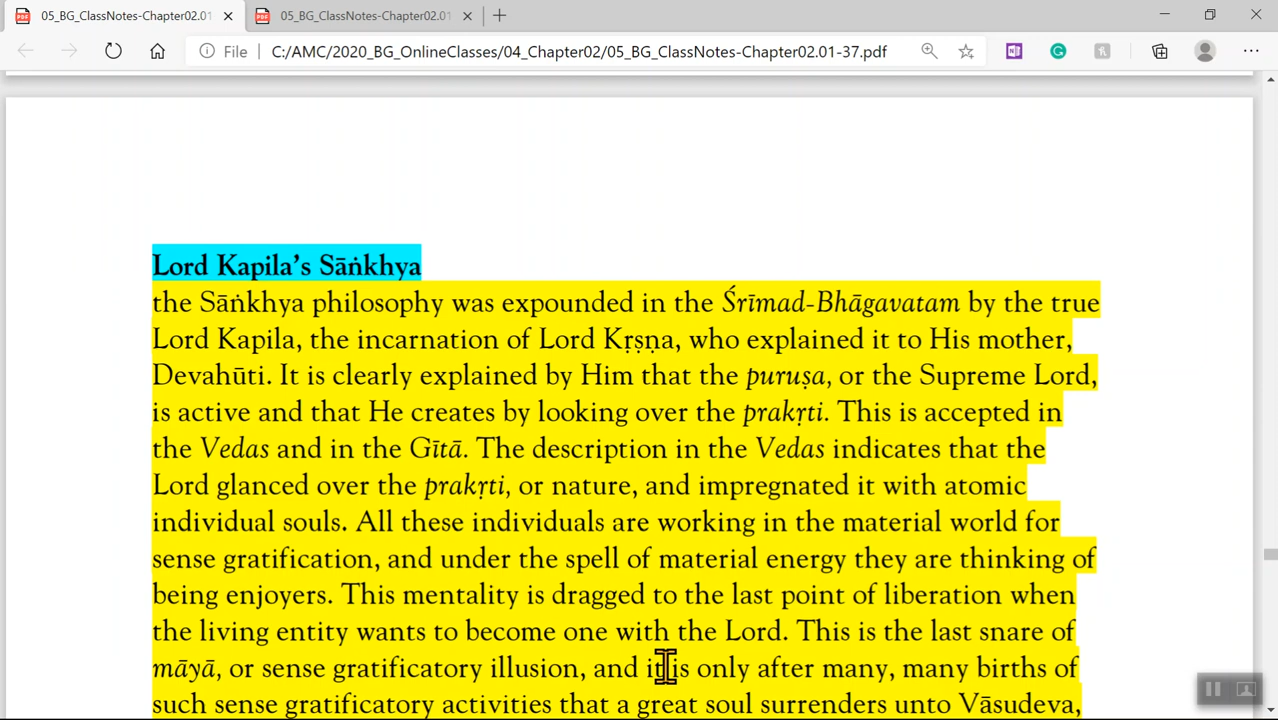 05_BG_ClassNotes-Chapter02.01
05_BG_ClassNotes-Chapter02.01
File C:/AMC/2020_BG_OnlineClasses/04_Chapter02/05_BG_ClassNotes-Chapter02.01-37.pdf
Lord Kapila’s Sāṅkhya
the Sāṅkhya philosophy was expounded in the Śrīmad-Bhāgavatam by the true
Lord Kapila, the incarnation of Lord Kṛṣṇa, who explained it to His mother,
Devahūti. It is clearly explained by Him that the puruṣa, or the Supreme Lord,
is active and that He creates by looking over the prakṛti. This is accepted in
the Vedas and in the Gītā. The description in the Vedas indicates that the
Lord glanced over the prakṛti, or nature, and impregnated it with atomic
individual souls. All these individuals are working in the material world for
sense gratification, and under the spell of material energy they are thinking of
being enjoyers. This mentality is dragged to the last point of liberation when
the living entity wants to become one with the Lord. This is the last snare of
māyā, or sense gratificatory illusion, and it is only after many, many births of
such sense gratificatory activities that a great soul surrenders unto Vāsudeva,